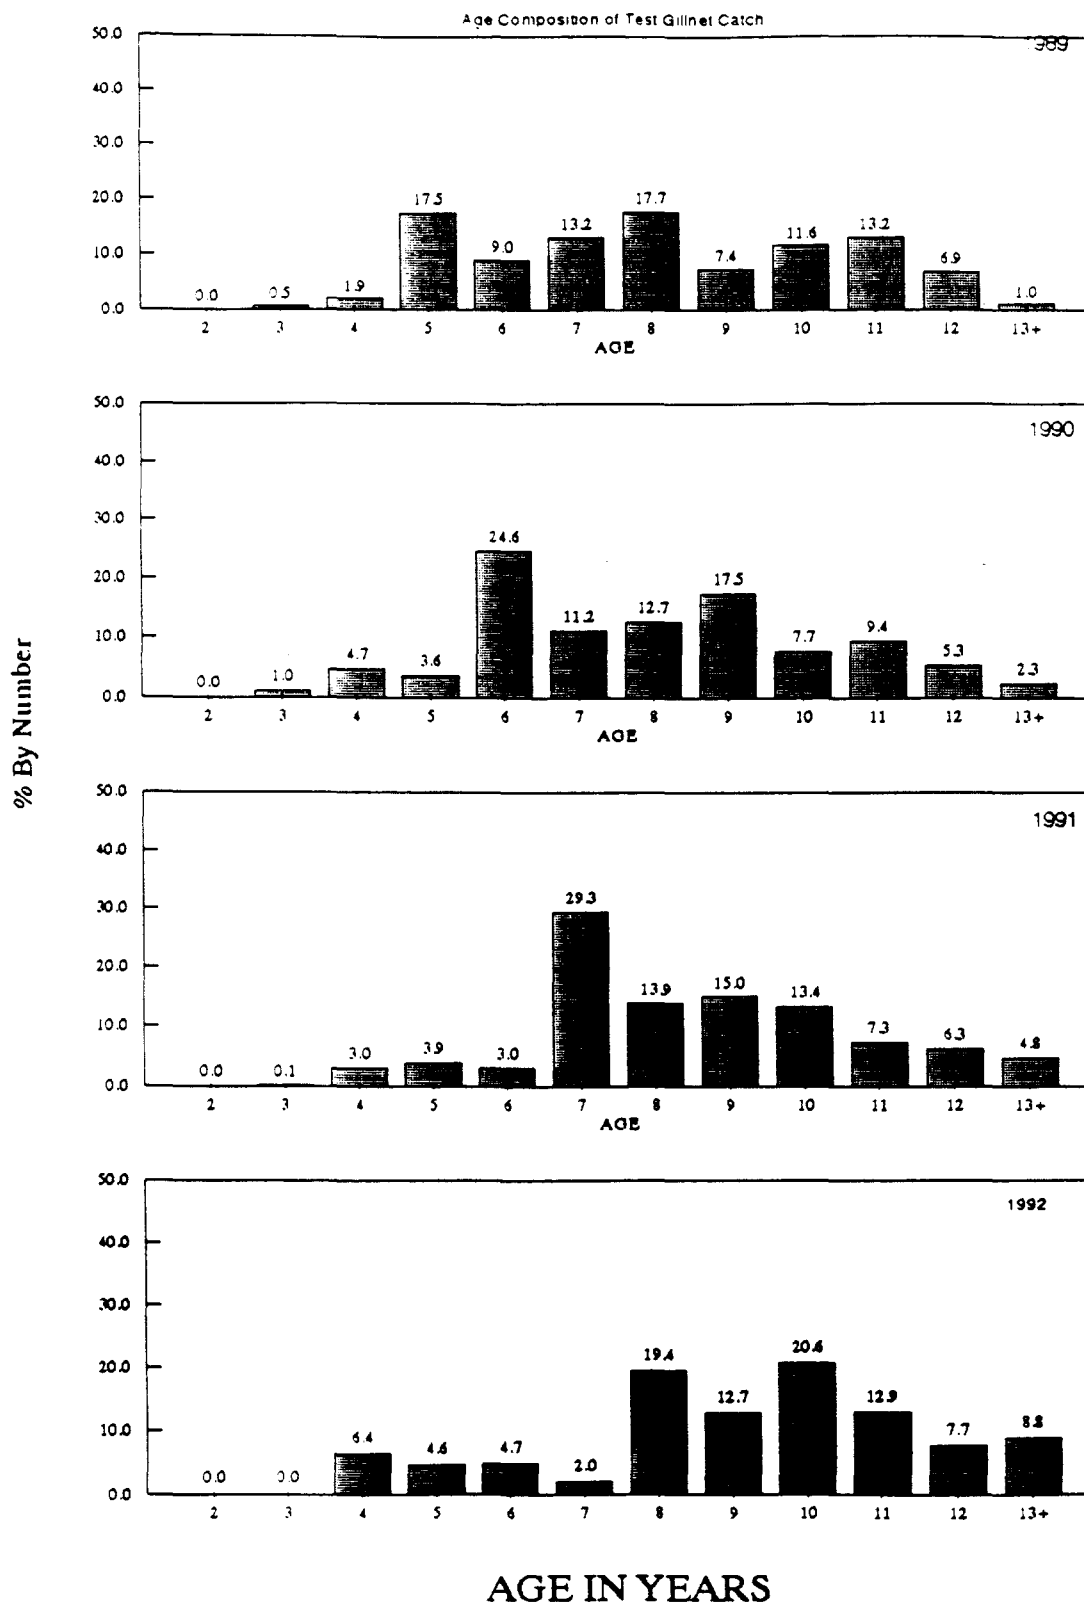 Age Composition of Test Gillnet Catch
% By Number
50.0
1989
40.0
30.0
20.0
10.0
0.0
0.0 0.5 1.9 17.5 9.0 13.2 17.7 7.4 11.6 13.2 6.9 1.0
2 3 4 5 6 7 8 9 10 11 12 13+
AGE
50.0
1990
40.0
30.0
20.0
10.0
0.0
0.0 1.0 4.7 3.6 24.6 11.2 12.7 17.5 7.7 9.4 5.3 2.3
2 3 4 5 6 7 8 9 10 11 12 13+
AGE
50.0
1991
40.0
30.0
20.0
10.0
0.0
0.0 0.1 3.0 3.9 3.0 29.3 13.9 15.0 13.4 7.3 6.3 4.8
2 3 4 5 6 7 8 9 10 11 12 13+
AGE
50.0
1992
40.0
30.0
20.0
10.0
0.0
0.0 0.0 6.4 4.6 4.7 2.0 19.4 12.7 20.6 12.9 7.7 8.8
2 3 4 5 6 7 8 9 10 11 12 13+
AGE IN YEARS